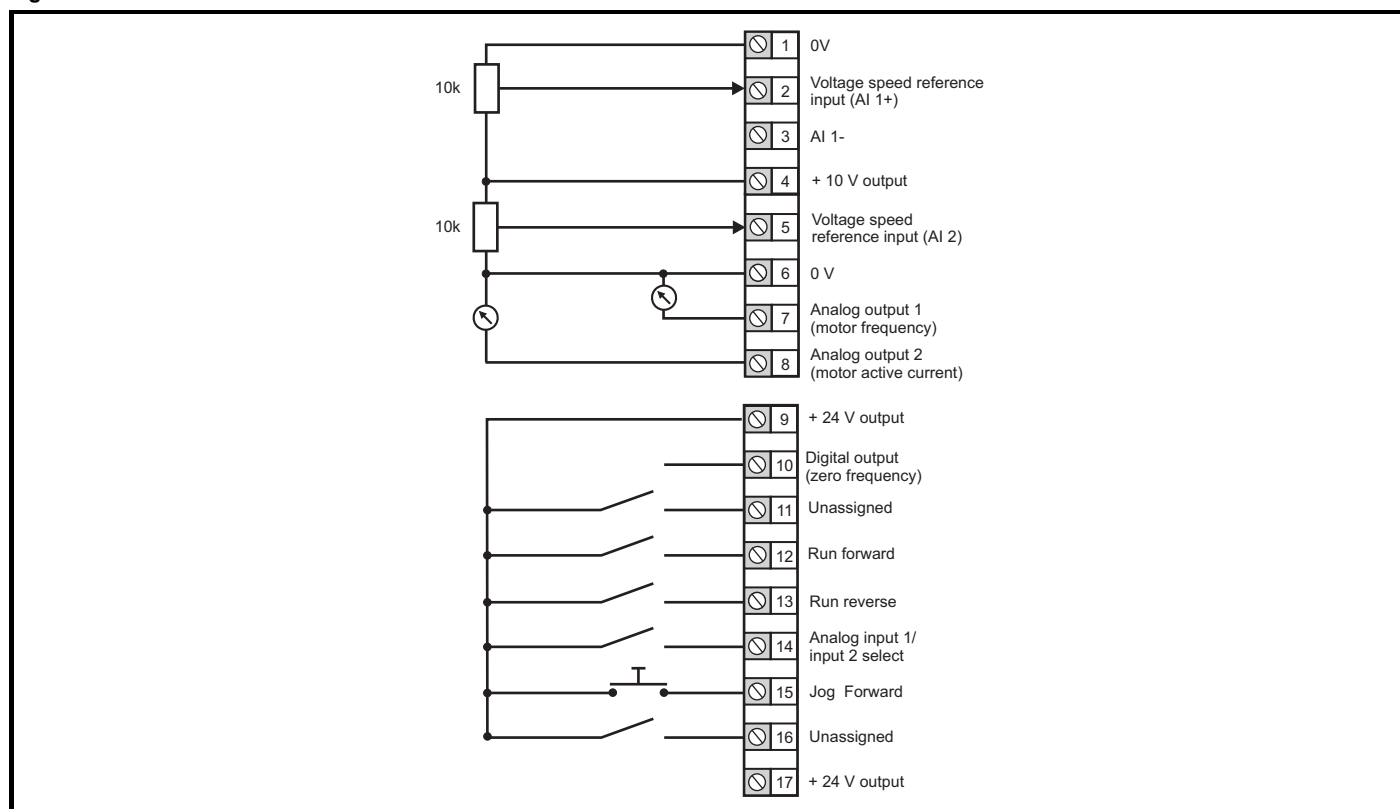 1 0V
10k
2 Voltage speed reference
input (AI 1+)
3 AI 1-
4 + 10 V output
10k
5 Voltage speed
reference input (AI 2)
6 0 V
7 Analog output 1
(motor frequency)
8 Analog output 2
(motor active current)
9 + 24 V output
10 Digital output
(zero frequency)
11 Unassigned
12 Run forward
13 Run reverse
14 Analog input 1/
input 2 select
15 Jog Forward
16 Unassigned
17 + 24 V output